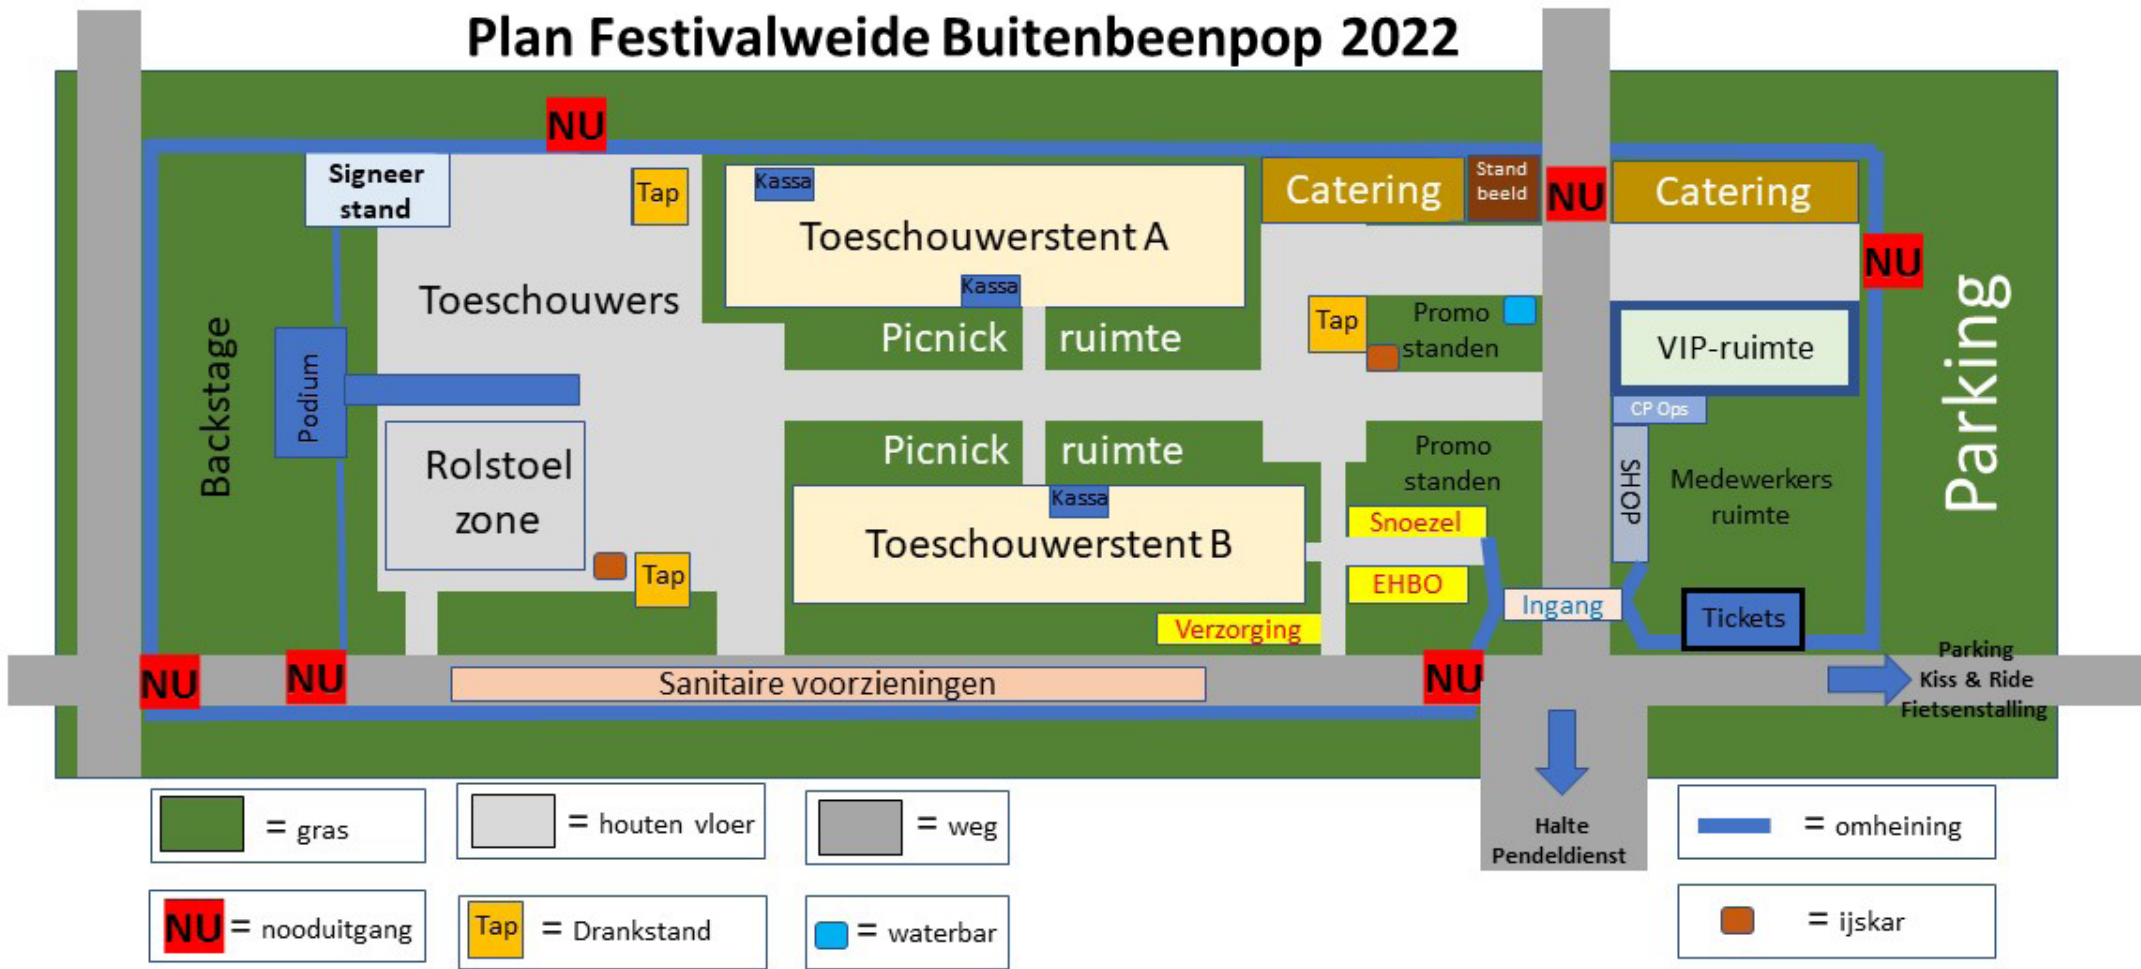 Plan Festivalweide Buitenbeenpop 2022
NU
Signeer
stand
Tap
Kassa
Toeschouwerstent A
Kassa
Catering
Stand
beeld
NU
Catering
NU
Toeschouwers
Picnick ruimte
Tap
Promo
standen
VIP-ruimte
CP Ops
Parking
Backstage
Podium
Rolstoel
zone
Picnick ruimte
Promo
standen
SHOP
Medewerkers
ruimte
Kassa
Toeschouwerstent B
Snoezel
EHBO
Tap
Verzorging
Ingang
Tickets
NU
NU
Sanitaire voorzieningen
NU
Parking
Kiss & Ride
Fietsenstalling
Halte
Pendeldienst
= gras
= houten vloer
= weg
= omheining
NU = nooduitgang
Tap = Drankstand
= waterbar
= ijskar